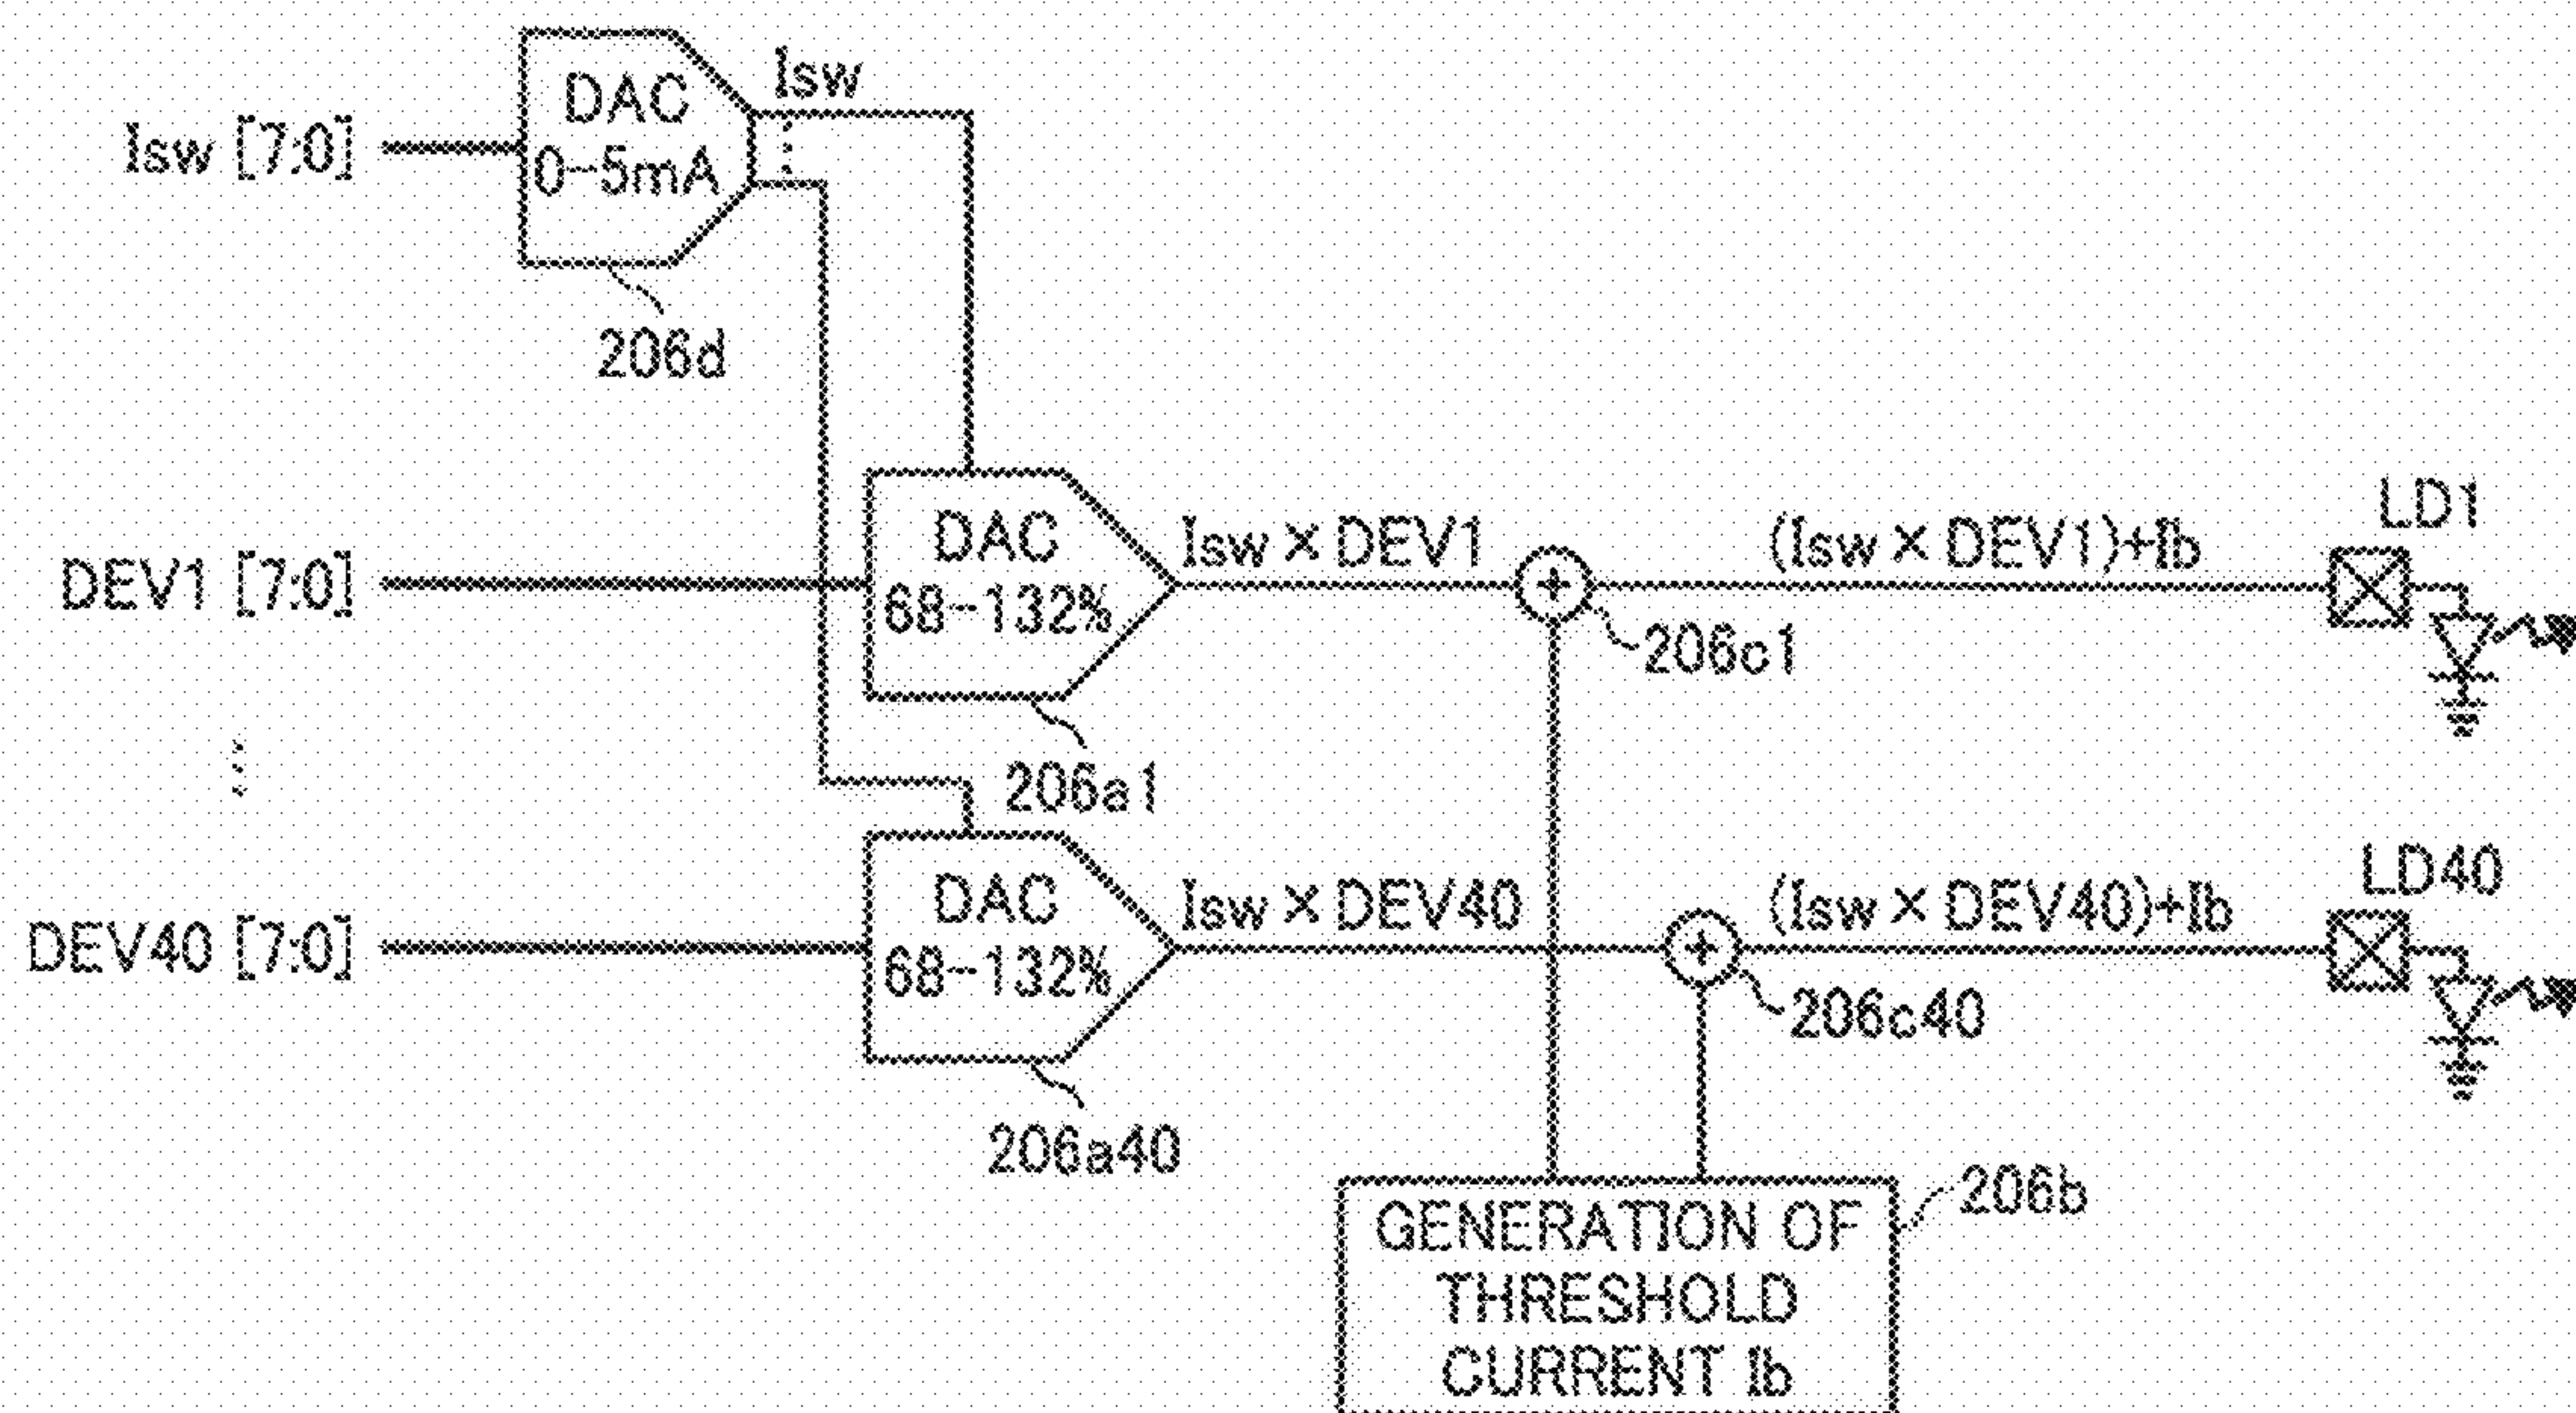 Isw
DAC
Isw [7:0]
0-5mA
206d
LD1
DAC
Isw × DEV1
(Isw × DEV1)+Ib
DEV1 [7:0]
68-132%
206c1
206a1
LD40
DAC
Isw × DEV40
(Isw × DEV40)+Ib
DEV40 [7:0]
68-132%
206c40
206a40
206b
GENERATION OF
THRESHOLD
CURRENT Ib